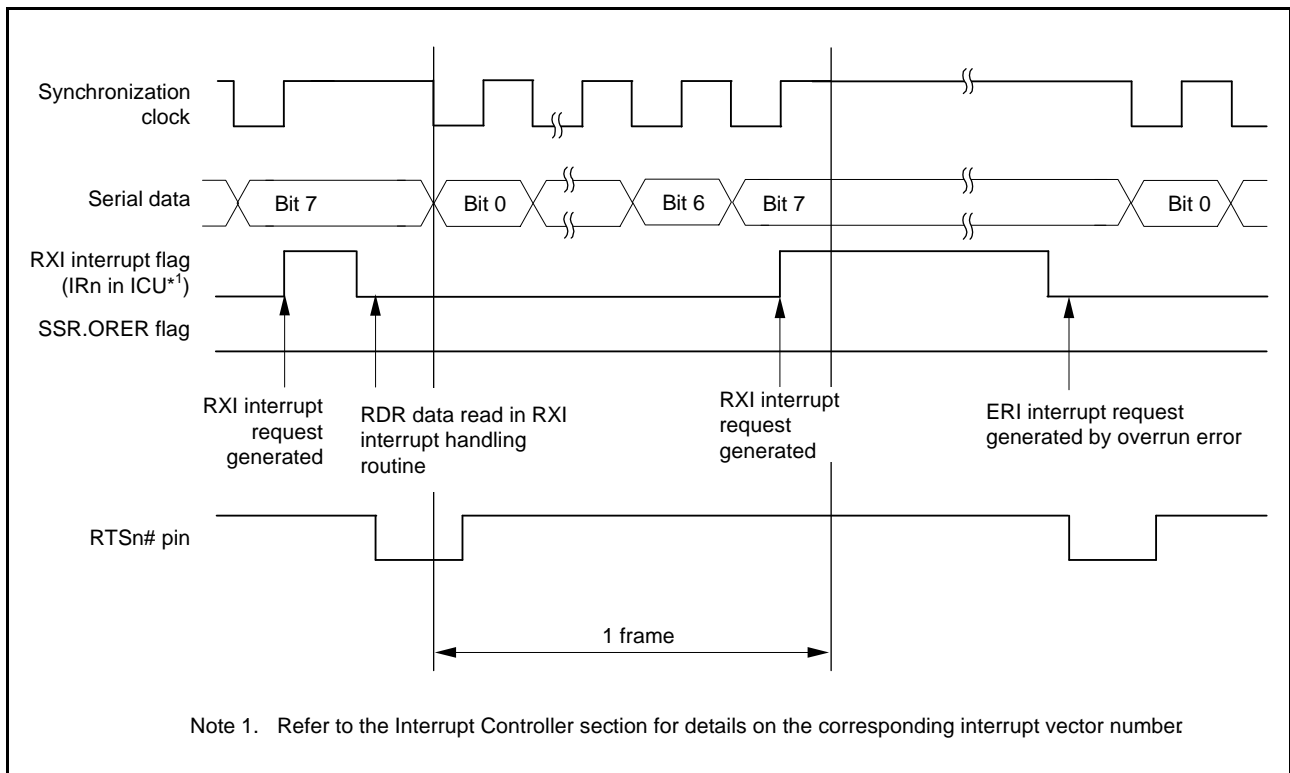 Synchronization
clock
Serial data
Bit 7
Bit 0
Bit 6
Bit 7
Bit 0
RXI interrupt flag
(IRn in ICU*1)
SSR.ORER flag
RXI interrupt
request
generated
RDR data read in RXI
interrupt handling
routine
RXI interrupt
request
generated
ERI interrupt request
generated by overrun error
RTSn# pin
1 frame
Note 1. Refer to the Interrupt Controller section for details on the corresponding interrupt vector number.